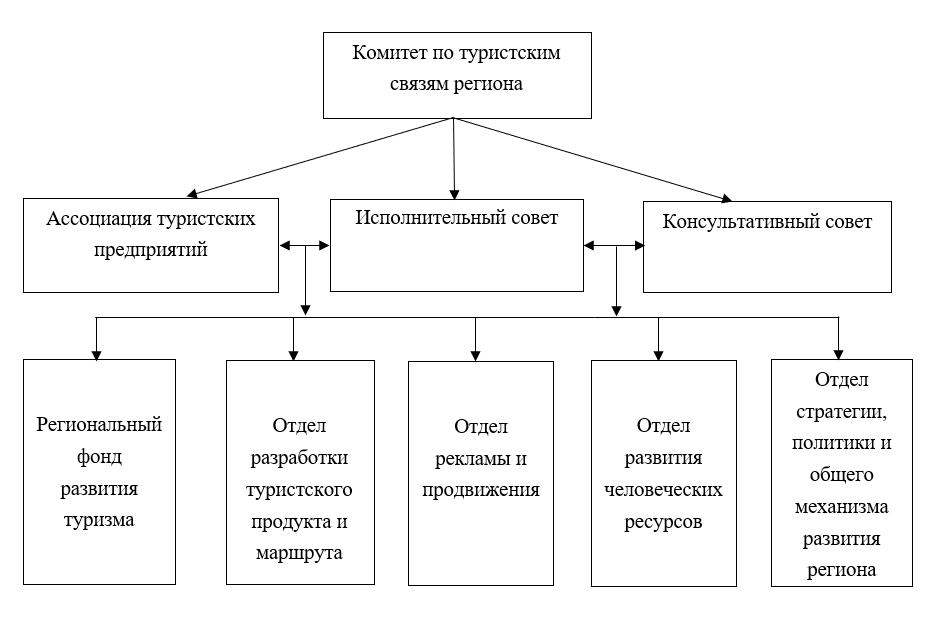 Комитет по туристским
связям региона
Ассоциация туристских
предприятий
Исполнительный совет
Консультативный совет
Региональный
фонд
развития
туризма
Отдел
разработки
туристского
продукта и
маршрута
Отдел
рекламы и
продвижения
Отдел
развития
человеческих
ресурсов
Отдел
стратегии,
политики и
общего
механизма
развития
региона